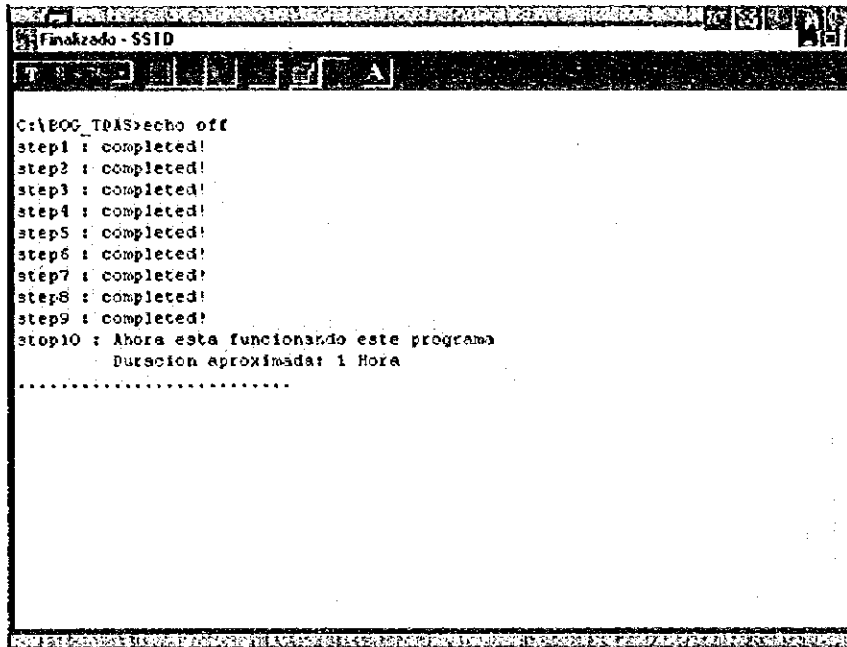 Finalizado - SSTD
A
C:\BOG_TDAS>echo off
step1 : completed!
step2 : completed!
step3 : completed!
step4 : completed!
step5 : completed!
step6 : completed!
step7 : completed!
step8 : completed!
step9 : completed!
step10 : Ahora esta funcionando este programa
Duracion aproximada: 1 Hora
..........................